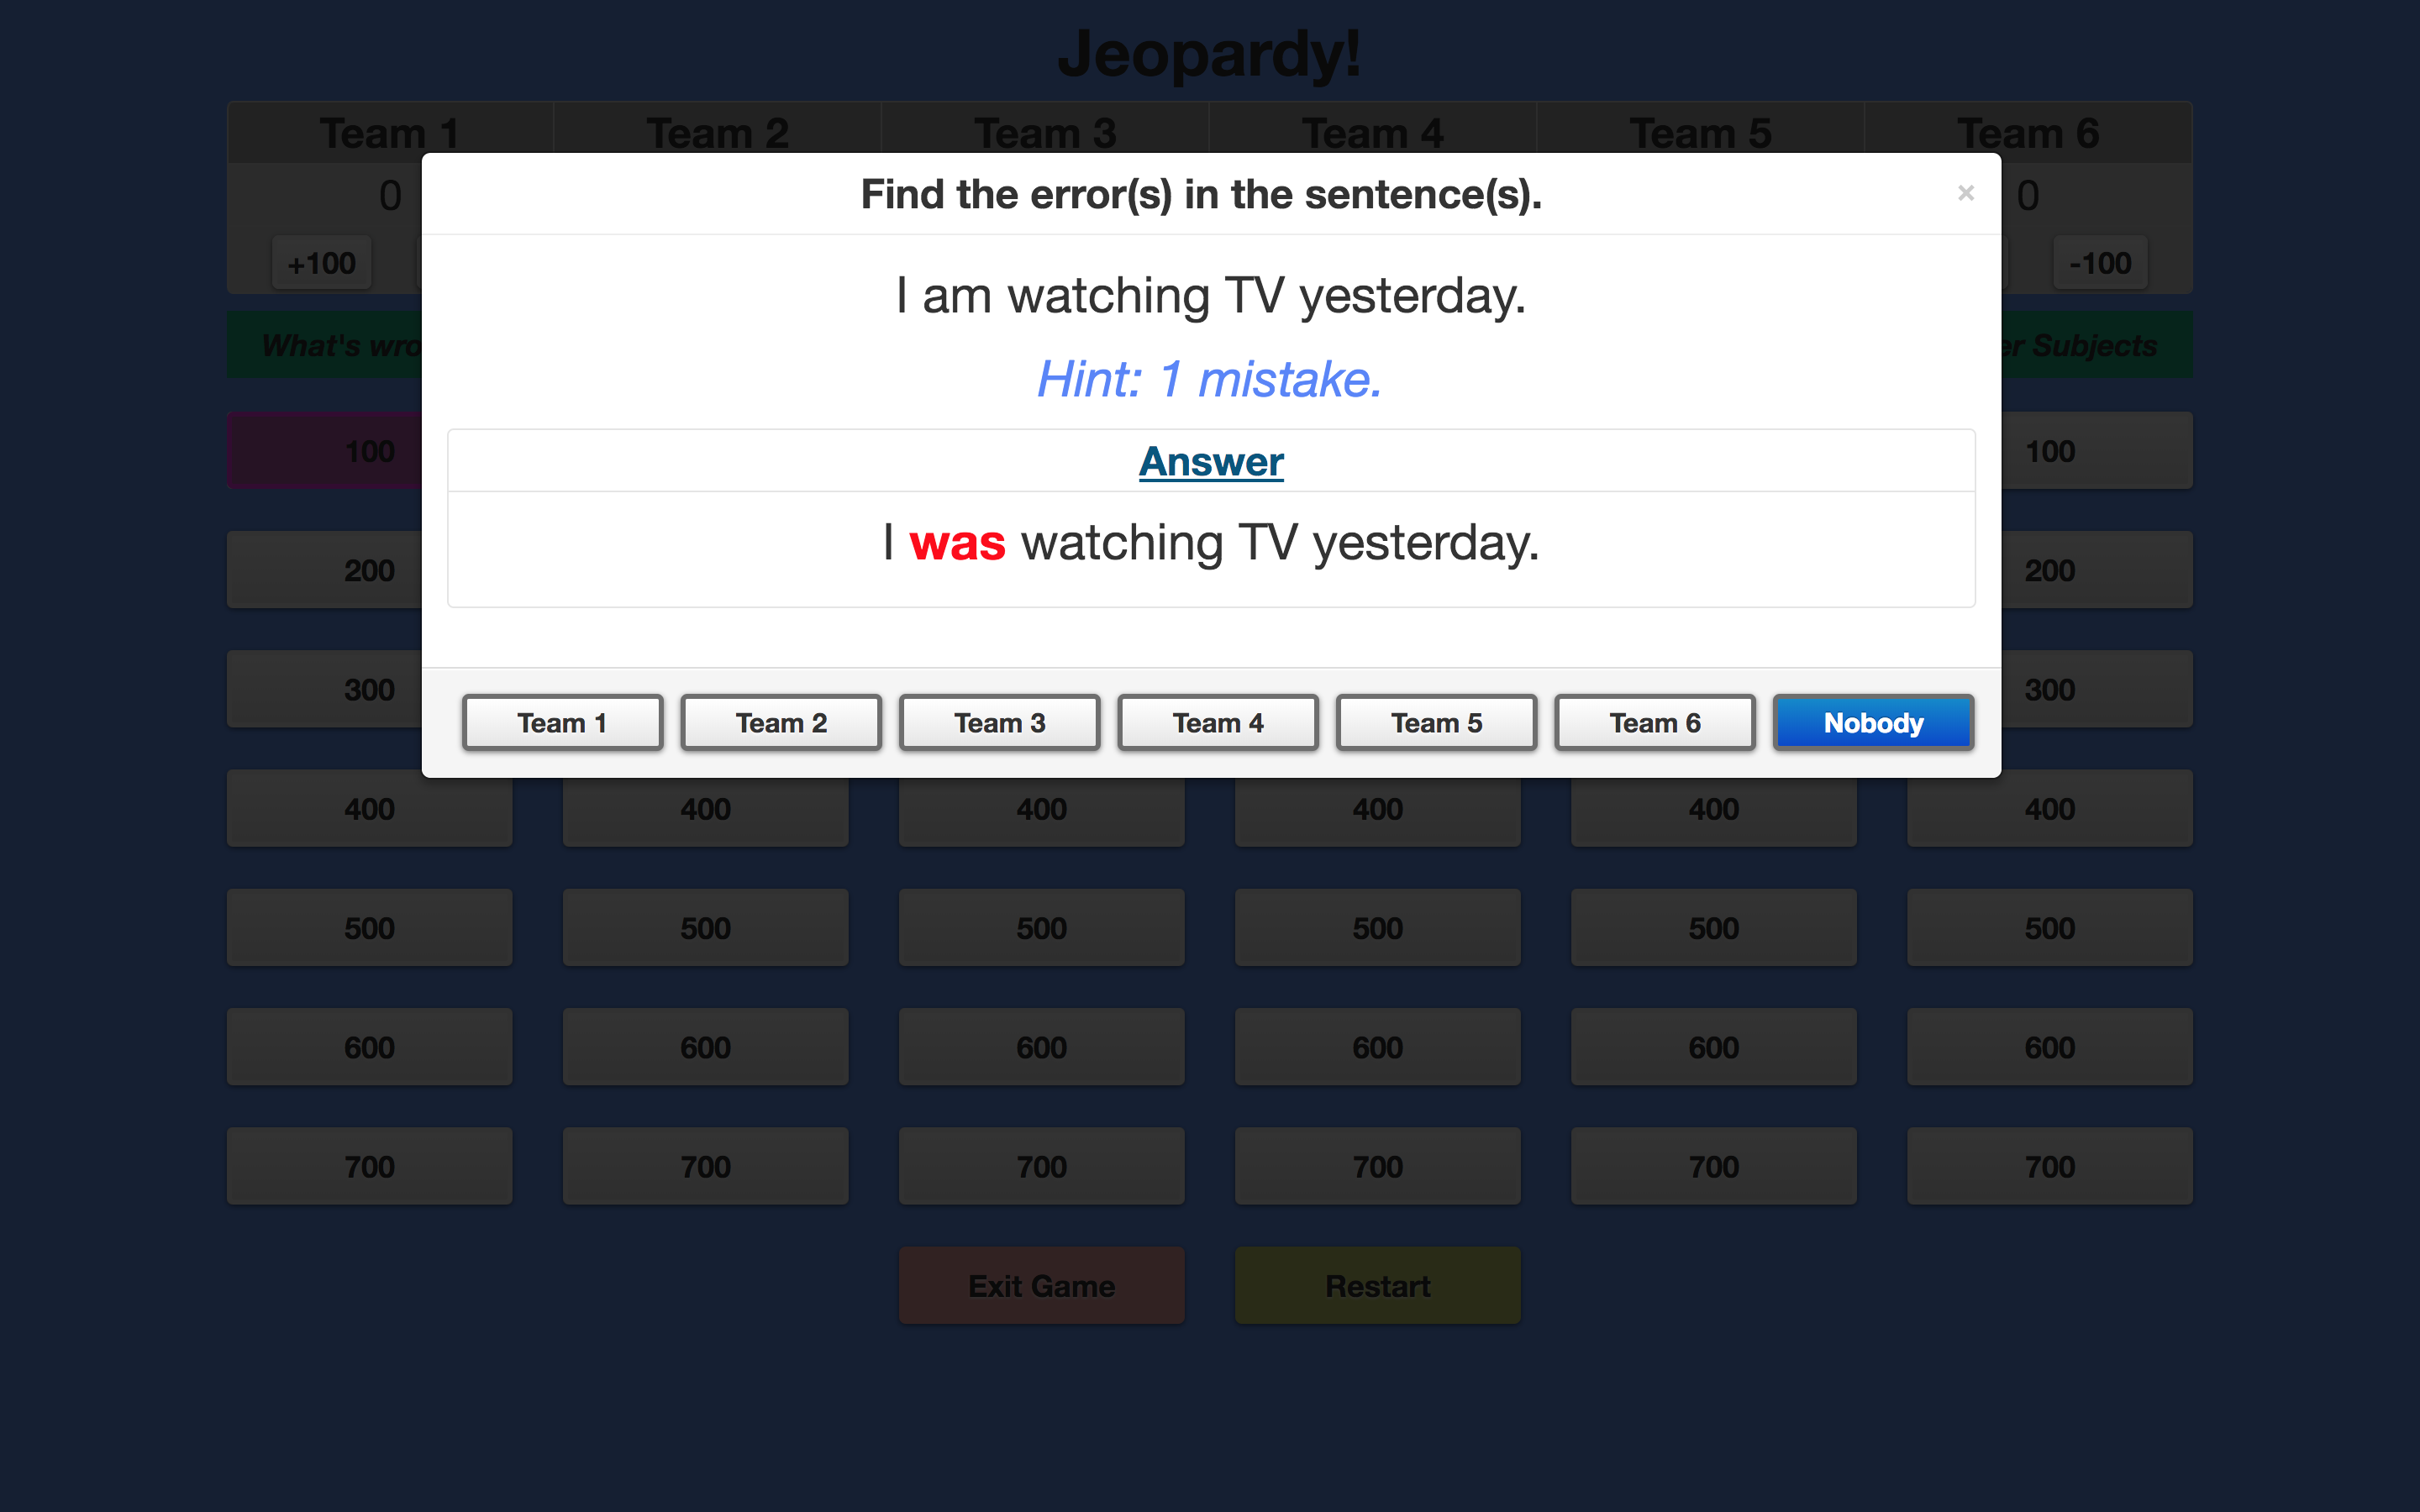 Jeopardy!
Team 1 Team 2 Team 3 Team 4 Team 5 Team 6
0 0
+100 -100
What's Subjects
Find the error(s) in the sentence(s). ×
I am watching TV yesterday.
Hint: 1 mistake.
Answer
I was watching TV yesterday.
Team 1 Team 2 Team 3 Team 4 Team 5 Team 6 Nobody
100 100
200 200
300 300
400 400 400 400 400 400
500 500 500 500 500 500
600 600 600 600 600 600
700 700 700 700 700 700
Exit Game Restart